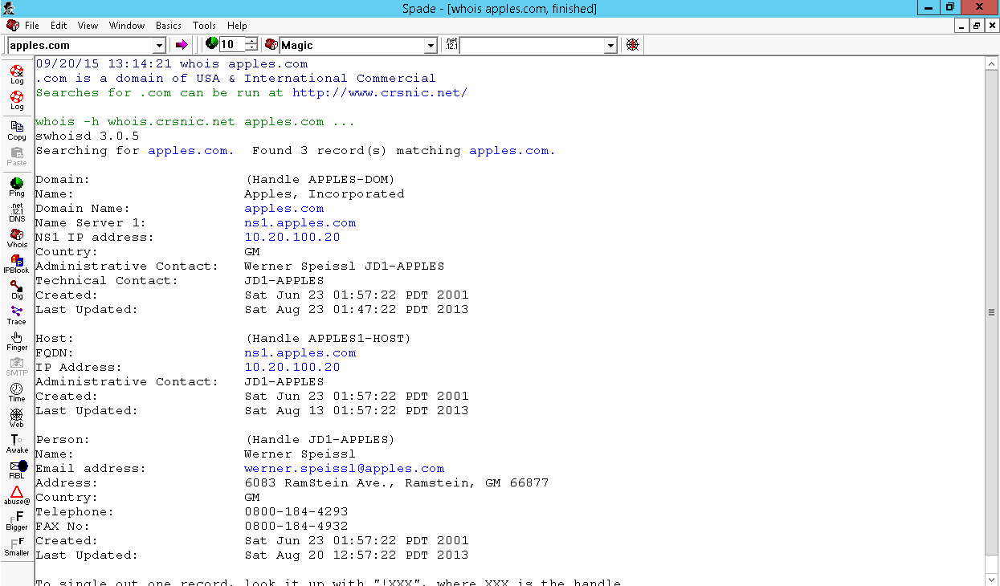 Spade - [whois apples.com, finished]
File Edit View Window Basics Tools Help
apples.com 10 Magic .net 12.1
09/20/15 13:14:21 whois apples.com
.com is a domain of USA & International Commercial
Searches for .com can be run at http://www.crsnic.net/
whois -h whois.crsnic.net apples.com ...
swhoisd 3.0.5
Searching for apples.com. Found 3 record(s) matching apples.com.
Domain: (Handle APPLES-DOM)
Name: Apples, Incorporated
Domain Name: apples.com
Name Server 1: ns1.apples.com
NS1 IP address: 10.20.100.20
Country: GM
Administrative Contact: Werner Speissl JD1-APPLES
Technical Contact: JD1-APPLES
Created: Sat Jun 23 01:57:22 PDT 2001
Last Updated: Sat Aug 23 01:47:22 PDT 2013
Host: (Handle APPLES1-HOST)
FQDN: ns1.apples.com
IP Address: 10.20.100.20
Administrative Contact: JD1-APPLES
Created: Sat Jun 23 01:57:22 PDT 2001
Last Updated: Sat Aug 13 01:57:22 PDT 2013
Person: (Handle JD1-APPLES)
Name: Werner Speissl
Email address: werner.speissl@apples.com
Address: 6083 RamStein Ave., Ramstein, GM 66877
Country: GM
Telephone: 0800-184-4293
FAX No: 0800-184-4932
Created: Sat Jun 23 01:57:22 PDT 2001
Last Updated: Sat Aug 20 12:57:22 PDT 2013
To single out one record, look it up with "!XXX", where XXX is the handle
Log
Log
Copy
Paste
Ping
.net
.12.1
DNS
Whois
IPBlock
Dig
Trace
Finger
SMTP
Time
Web
Awake
RBL
abuse@
Bigger
Smaller